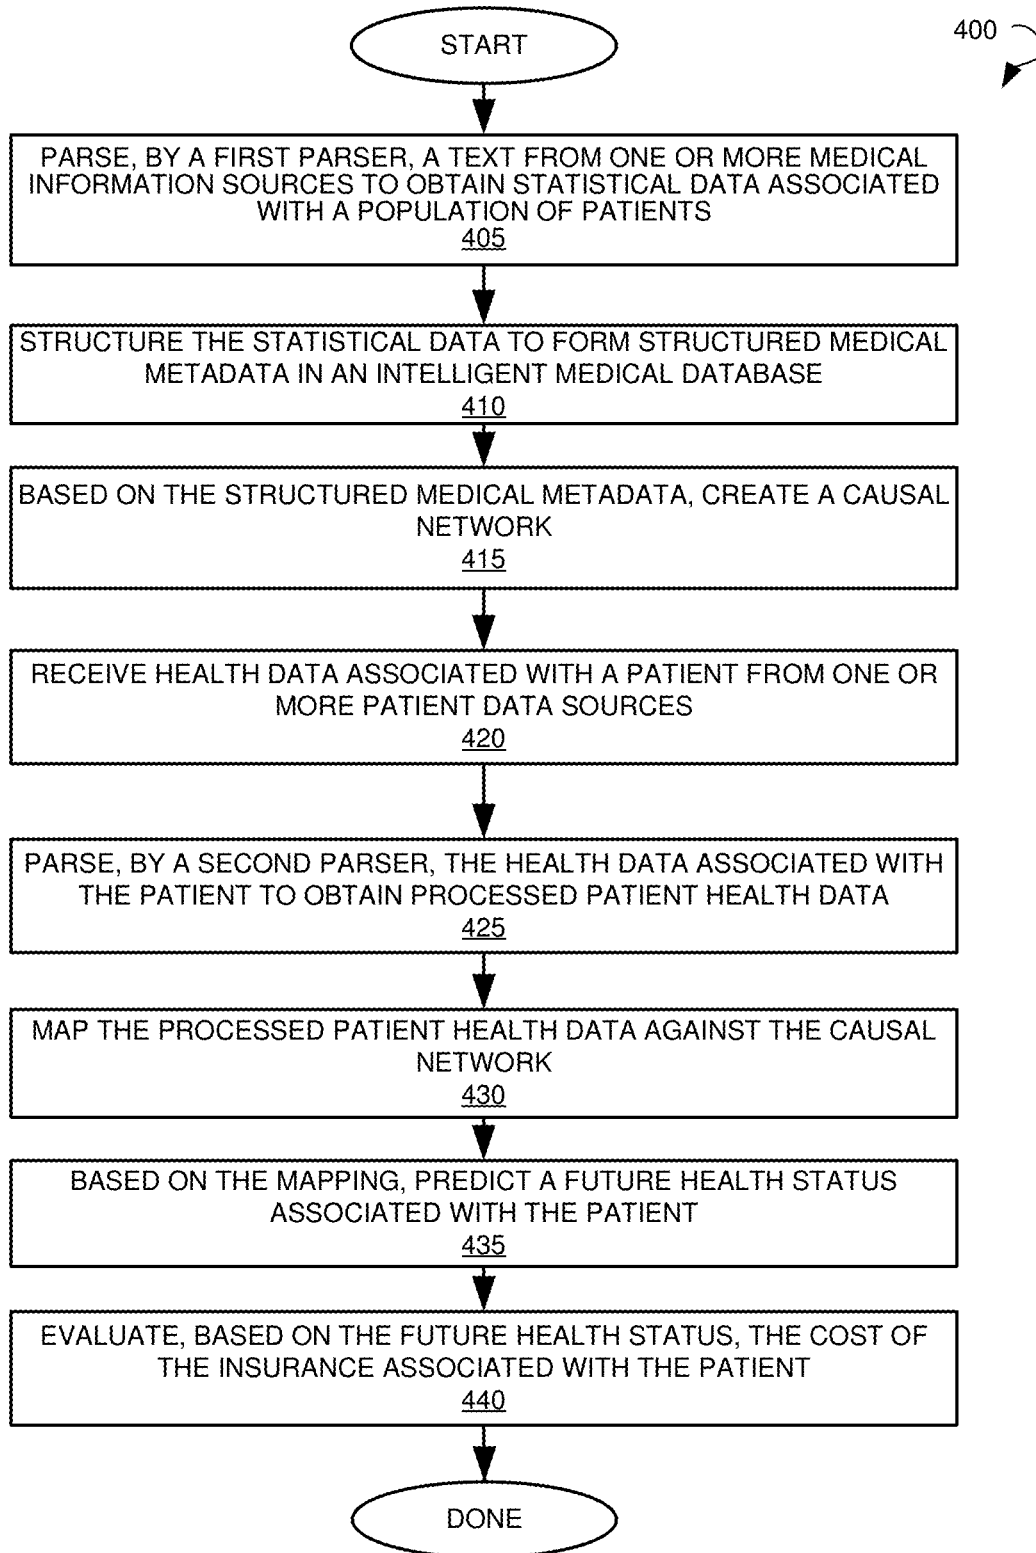 START
400
PARSE, BY A FIRST PARSER, A TEXT FROM ONE OR MORE MEDICAL
INFORMATION SOURCES TO OBTAIN STATISTICAL DATA ASSOCIATED
WITH A POPULATION OF PATIENTS
405
STRUCTURE THE STATISTICAL DATA TO FORM STRUCTURED MEDICAL
METADATA IN AN INTELLIGENT MEDICAL DATABASE
410
BASED ON THE STRUCTURED MEDICAL METADATA, CREATE A CAUSAL
NETWORK
415
RECEIVE HEALTH DATA ASSOCIATED WITH A PATIENT FROM ONE OR
MORE PATIENT DATA SOURCES
420
PARSE, BY A SECOND PARSER, THE HEALTH DATA ASSOCIATED WITH
THE PATIENT TO OBTAIN PROCESSED PATIENT HEALTH DATA
425
MAP THE PROCESSED PATIENT HEALTH DATA AGAINST THE CAUSAL
NETWORK
430
BASED ON THE MAPPING, PREDICT A FUTURE HEALTH STATUS
ASSOCIATED WITH THE PATIENT
435
EVALUATE, BASED ON THE FUTURE HEALTH STATUS, THE COST OF
THE INSURANCE ASSOCIATED WITH THE PATIENT
440
DONE